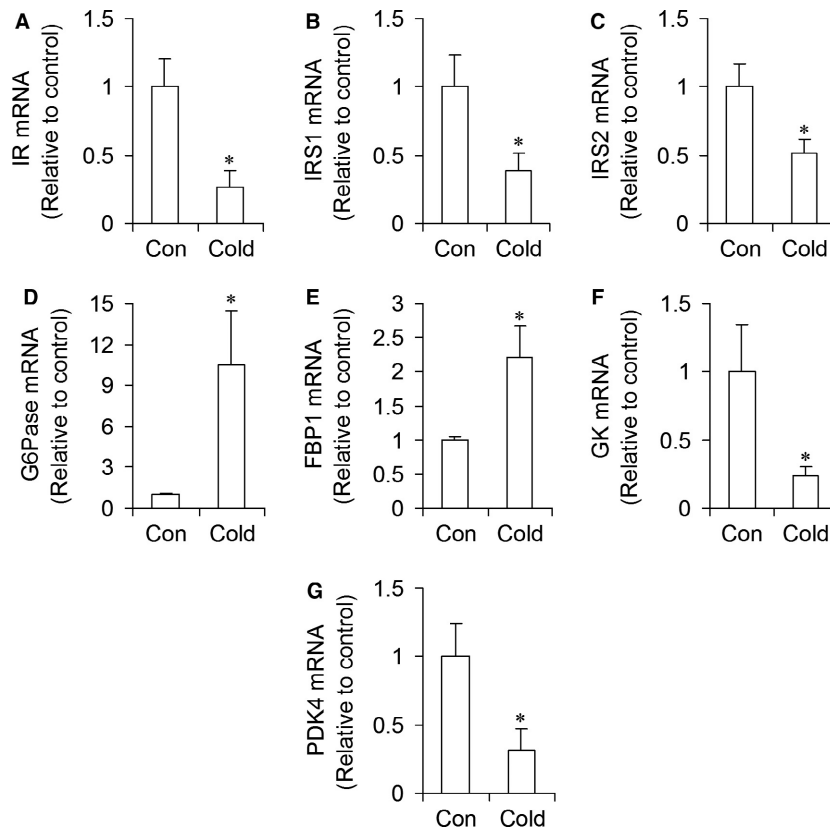 A
IR mRNA
(Relative to control)
1.5
1
0.5
0
*
Con Cold
B
IRS1 mRNA
(Relative to control)
1.5
1
0.5
0
*
Con Cold
C
IRS2 mRNA
(Relative to control)
1.5
1
0.5
0
*
Con Cold
D
G6Pase mRNA
(Relative to control)
15
12
9
6
3
0
*
Con Cold
E
FBP1 mRNA
(Relative to control)
3
2.5
2
1.5
1
0.5
0
*
Con Cold
F
GK mRNA
(Relative to control)
1.5
1
0.5
0
*
Con Cold
G
PDK4 mRNA
(Relative to control)
1.5
1
0.5
0
*
Con Cold